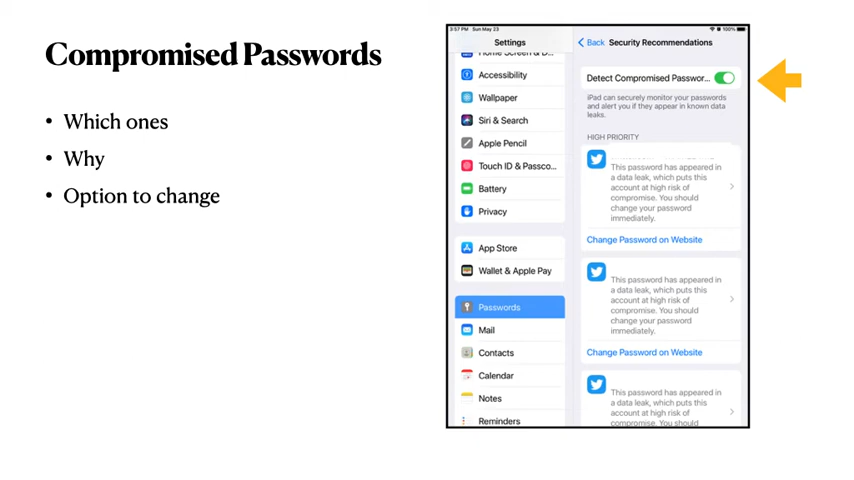 Compromised Passwords
• Which ones
• Why
• Option to change
3:57 PM Sun May 23
100%
Settings
Accessibility
Wallpaper
Siri & Search
Apple Pencil
Touch ID & Passco...
Battery
Privacy
App Store
Wallet & Apple Pay
Passwords
Mail
Contacts
Calendar
Notes
Reminders
Back Security Recommendations
Detect Compromised Passwor...
iPad can securely monitor your passwords
and alert you if they appear in known data
leaks.
HIGH PRIORITY
This password has appeared in
a data leak, which puts this
account at high risk of
compromise. You should
change your password
immediately.
Change Password on Website
This password has appeared in
a data leak, which puts this
account at high risk of
compromise. You should
change your password
immediately.
Change Password on Website
This password has appeared in
a data leak, which puts this
account at high risk of
compromise. You should